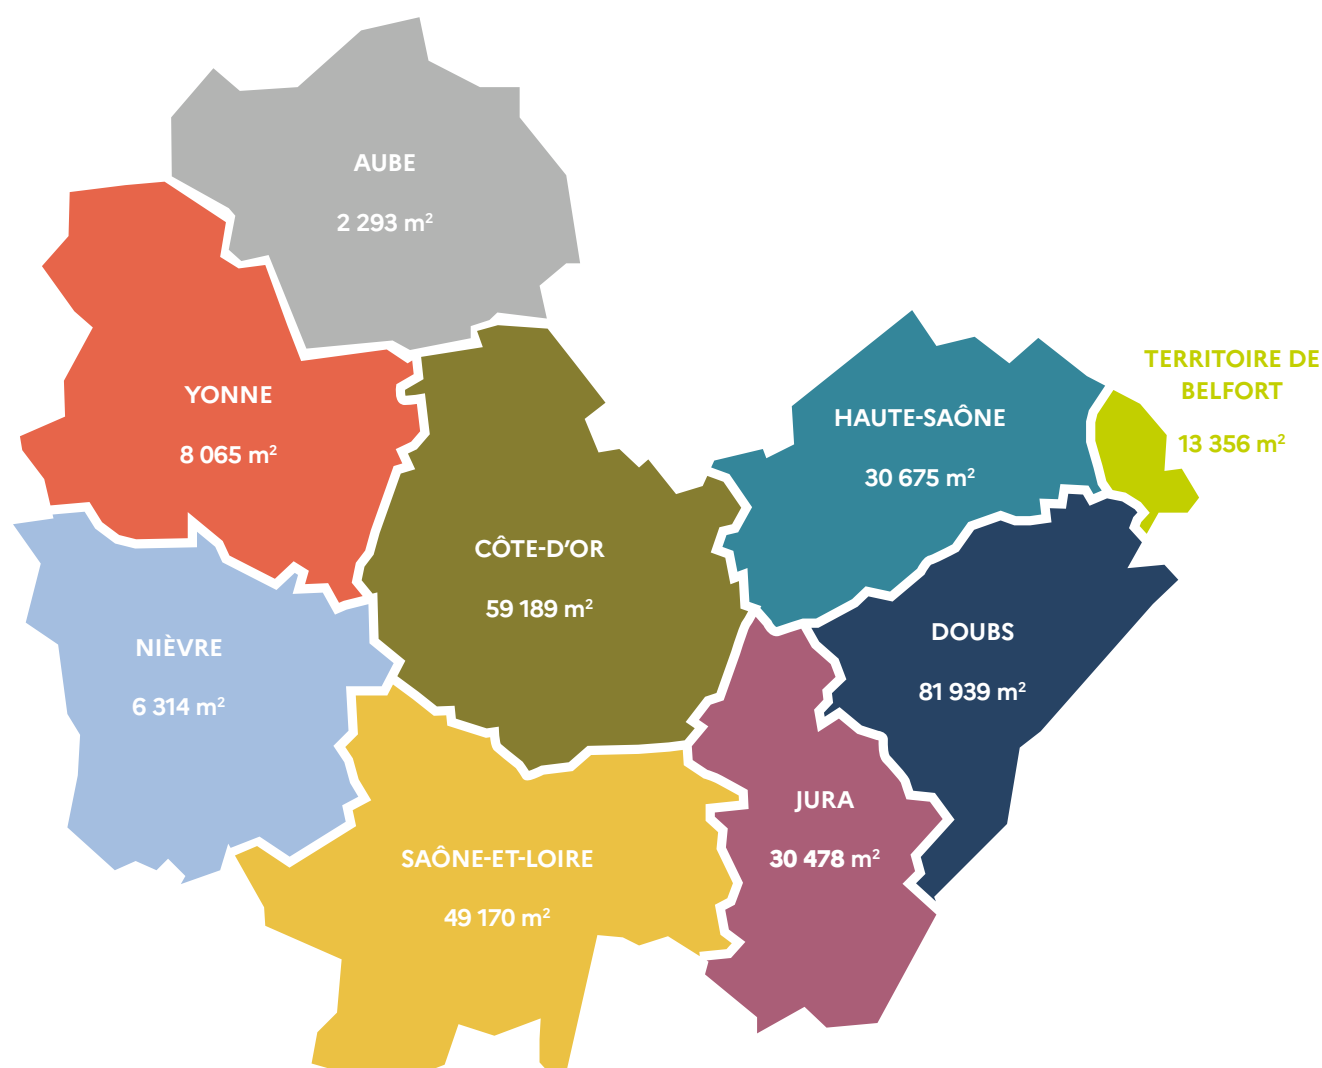 AUBE
2 293 m²
YONNE
8 065 m²
HAUTE-SAÔNE
30 675 m²
TERRITOIRE DE
BELFORT
13 356 m²
CÔTE-D’OR
59 189 m²
NIÈVRE
6 314 m²
DOUBS
81 939 m²
JURA
30 478 m²
SAÔNE-ET-LOIRE
49 170 m²